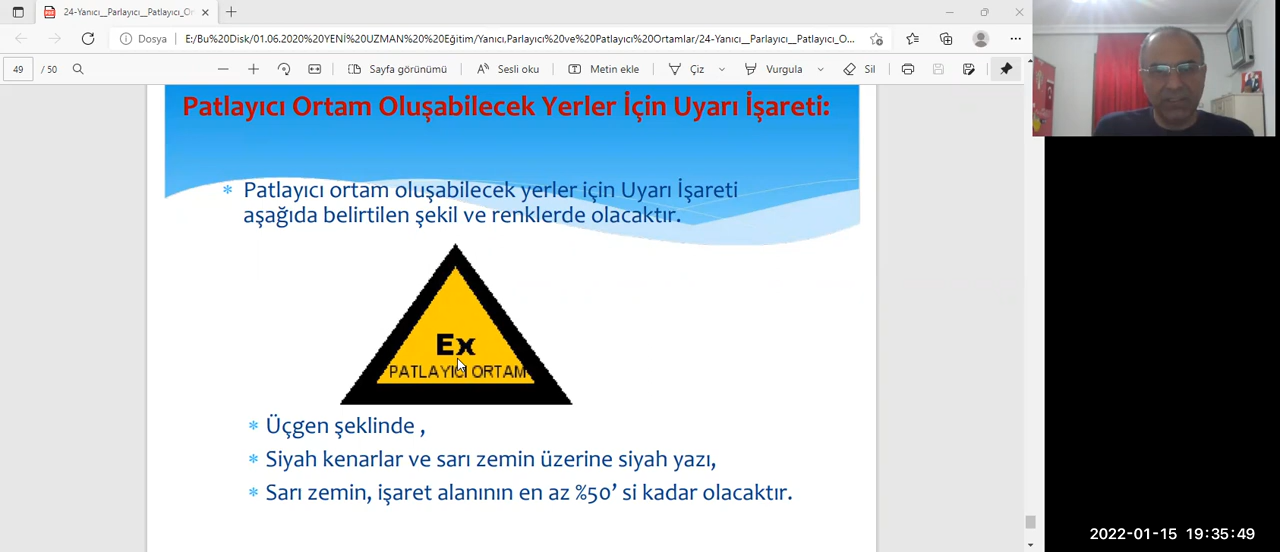 24-Yanıcı__Parlayıcı__Patlayıcı_Or
Dosya
E:/Bu%20Disk/01.06.2020%20YENİ%20UZMAN%20%20Eğitim/Yanıcı,Parlayıcı ve%20Patlayıcı%20Ortamlar/24-Yanıcı__Parlayıcı__Patlayıcı_O...
49 / 50
Sayfa görünümü
Sesli oku
Metin ekle
Çiz
Vurgula
Sil
Patlayıcı Ortam Oluşabilecek Yerler İçin Uyarı İşareti:
* Patlayıcı ortam oluşabilecek yerler için Uyarı İşareti
aşağıda belirtilen şekil ve renklerde olacaktır.
Ex
PATLAYICI ORTAM
* Üçgen şeklinde ,
* Siyah kenarlar ve sarı zemin üzerine siyah yazı,
* Sarı zemin, işaret alanının en az %50’ si kadar olacaktır.
2022-01-15 19:35:49